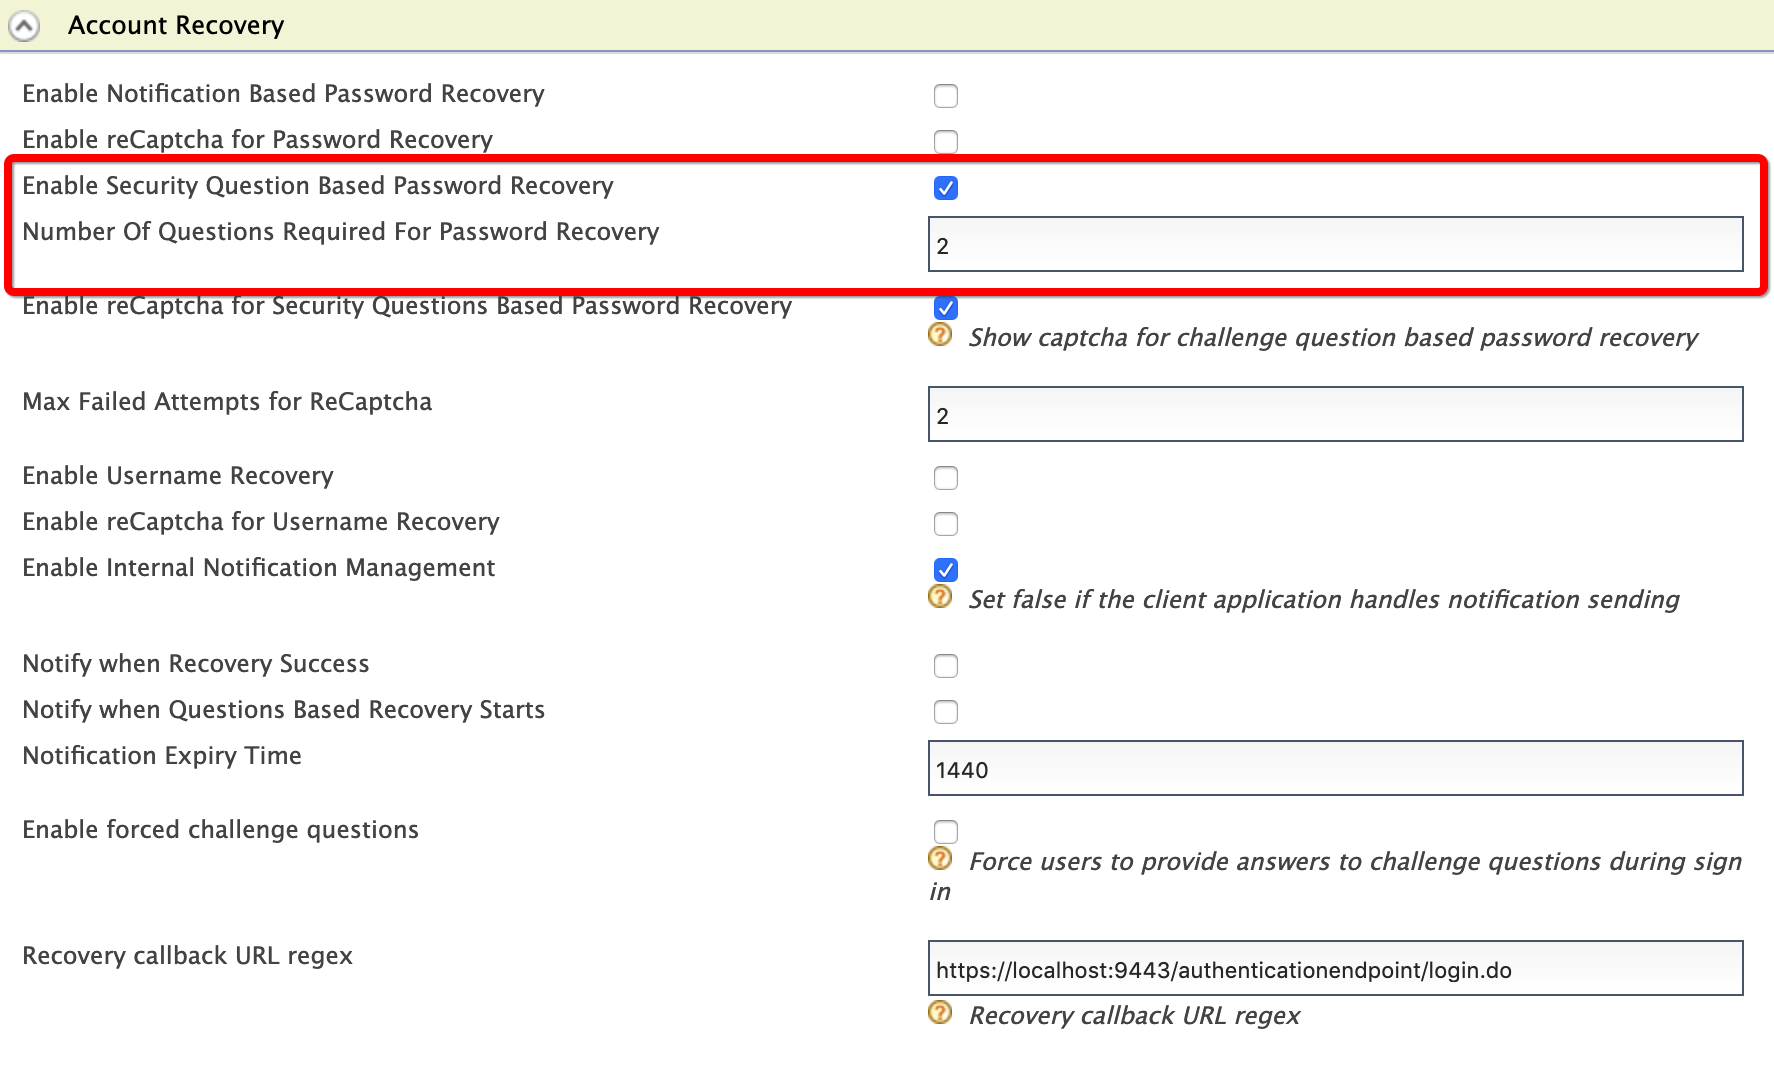 Account Recovery
Enable Notification Based Password Recovery
Enable reCaptcha for Password Recovery
Enable Security Question Based Password Recovery
Number Of Questions Required For Password Recovery
2
Enable reCaptcha for Security Questions Based Password Recovery
Show captcha for challenge question based password recovery
Max Failed Attempts for ReCaptcha
2
Enable Username Recovery
Enable reCaptcha for Username Recovery
Enable Internal Notification Management
Set false if the client application handles notification sending
Notify when Recovery Success
Notify when Questions Based Recovery Starts
Notification Expiry Time
1440
Enable forced challenge questions
Force users to provide answers to challenge questions during sign
in
Recovery callback URL regex
https://localhost:9443/authenticationendpoint/login.do
Recovery callback URL regex